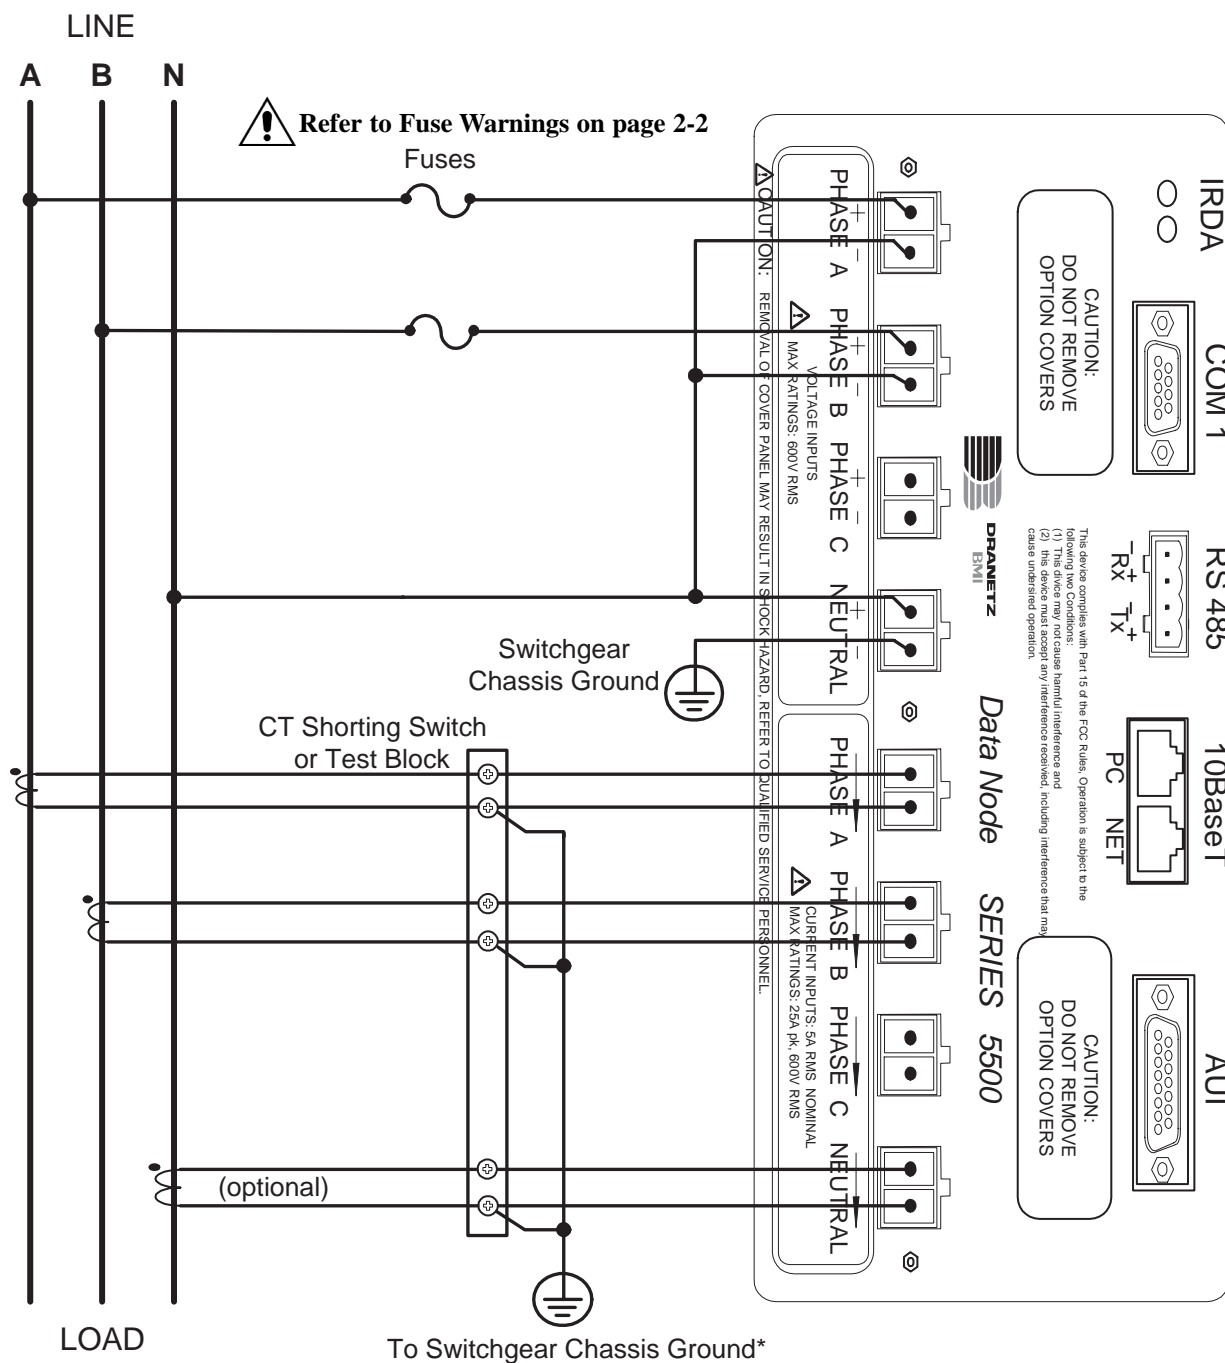 LINE
A B N
Refer to Fuse Warnings on page 2-2
Fuses
Switchgear
Chassis Ground
CT Shorting Switch
or Test Block
(optional)
LOAD
To Switchgear Chassis Ground*
CAUTION: REMOVAL OF COVER PANEL MAY RESULT IN SHOCK HAZARD, REFER TO QUALIFIED SERVICE PERSONNEL.
PHASE A PHASE B PHASE C NEUTRAL
+ − + − + − + −
VOLTAGE INPUTS
MAX RATINGS: 600V RMS
PHASE A PHASE B PHASE C NEUTRAL
CURRENT INPUTS: 5A RMS NOMINAL
MAX RATINGS: 25A pk, 600V RMS
DRANETZ
BMI
Data Node SERIES 5500
CAUTION:
DO NOT REMOVE
OPTION COVERS
This device complies with Part 15 of the FCC Rules, Operation is subject to the
following two Conditions:
(1) This divice may not cause harmful interference and
(2) this device must accept any interference received, including interference that may
cause undersired operation.
CAUTION:
DO NOT REMOVE
OPTION COVERS
IRDA
COM 1
RS 485
− + − +
Rx Tx
10BaseT
PC NET
AUI